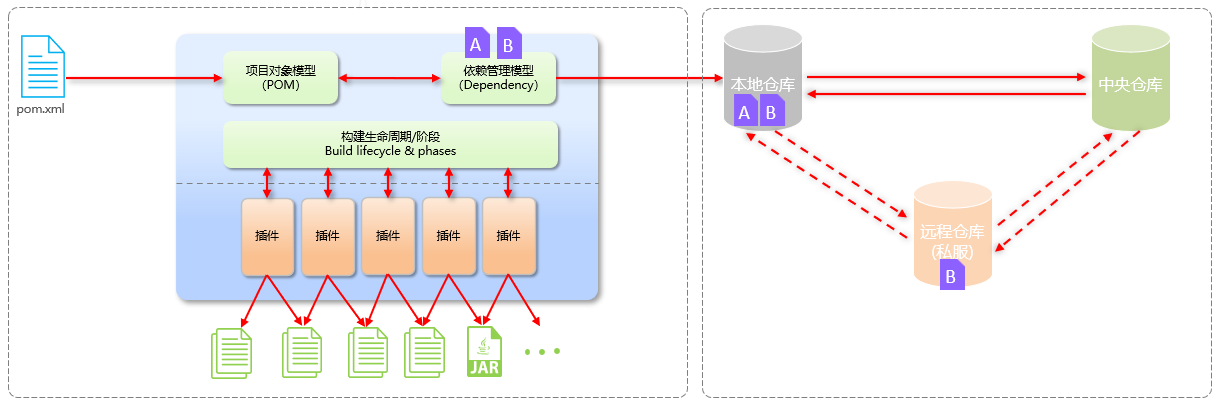 pom.xml
项目对象模型
(POM)
A
B
依赖管理模型
(Dependency)
构建生命周期/阶段
Build lifecycle & phases
插件
插件
插件
插件
插件
JAR
本地仓库
A
B
中央仓库
远程仓库
(私服)
B